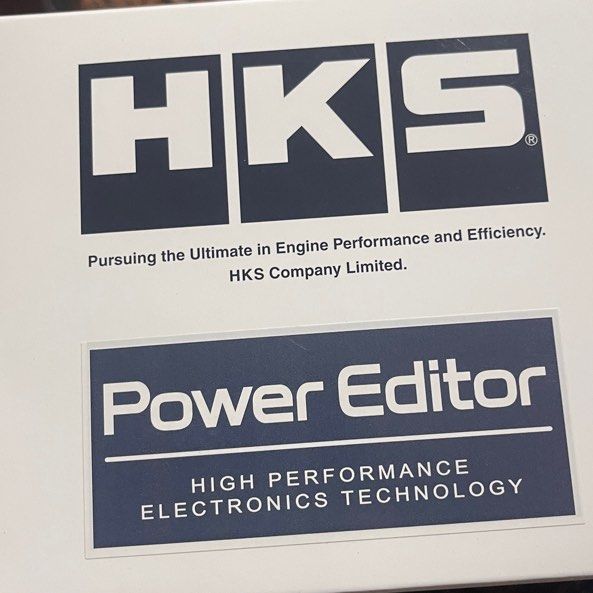 HKS®
Pursuing the Ultimate in Engine Performance and Efficiency.
HKS Company Limited.
Power Editor
HIGH PERFORMANCE
ELECTRONICS TECHNOLOGY